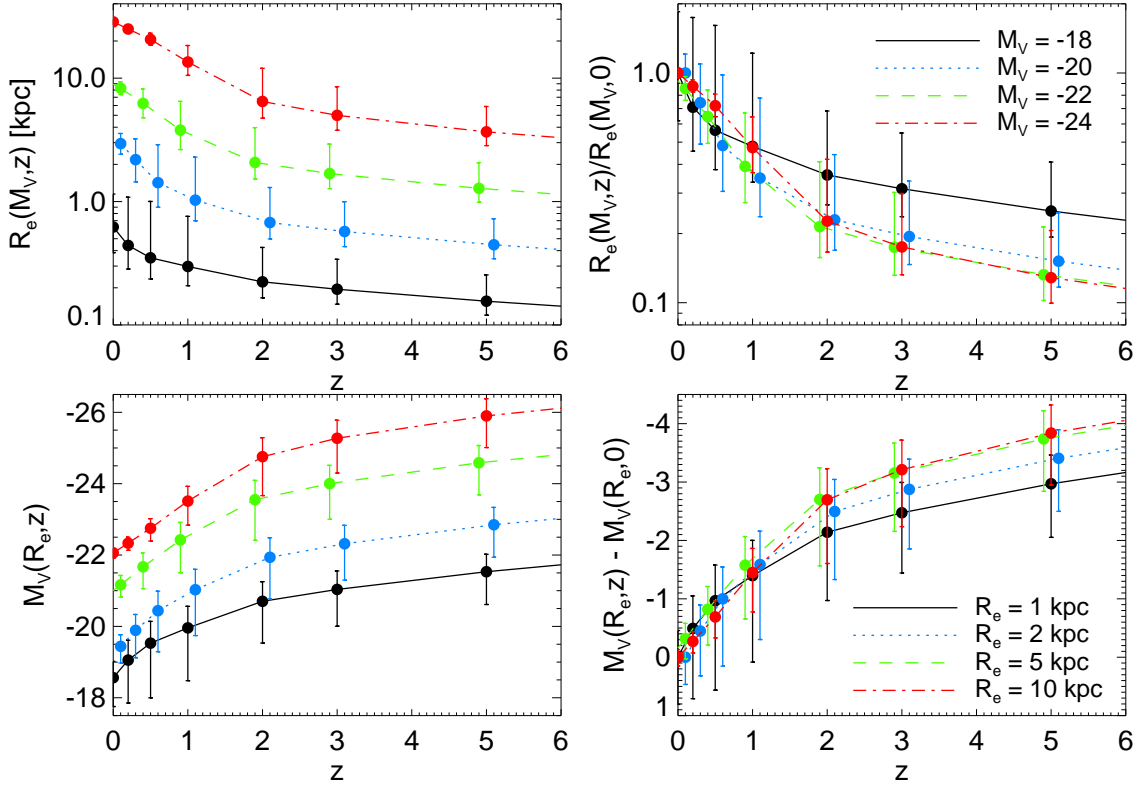 R_e(M_V,z) [kpc]
10.0
1.0
0.1
0 1 2 3 4 5 6
z
R_e(M_V,z)/R_e(M_V,0)
1.0
0.1
0 1 2 3 4 5 6
z
M_V = -18
M_V = -20
M_V = -22
M_V = -24
M_V(R_e,z)
-26
-24
-22
-20
-18
0 1 2 3 4 5 6
z
M_V(R_e,z) - M_V(R_e,0)
-4
-3
-2
-1
0
1
0 1 2 3 4 5 6
z
R_e = 1 kpc
R_e = 2 kpc
R_e = 5 kpc
R_e = 10 kpc